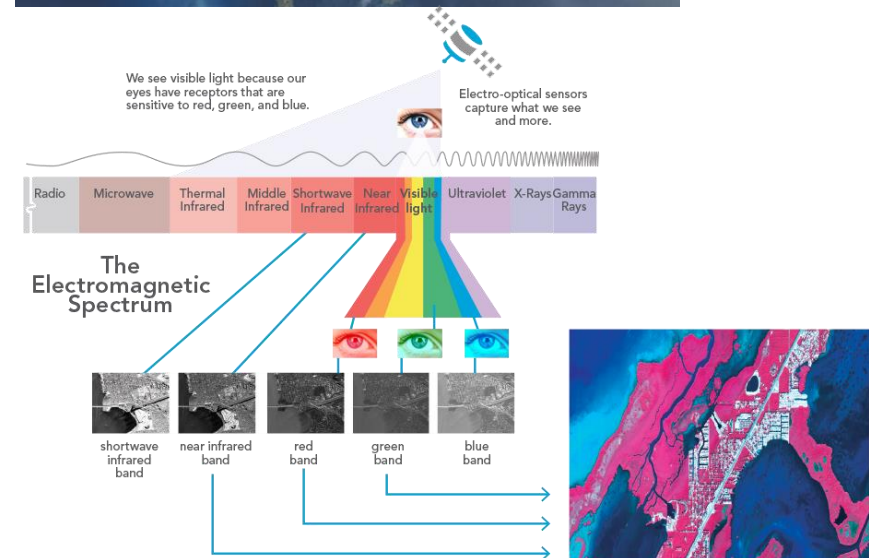 We see visible light because our
eyes have receptors that are
sensitive to red, green, and blue.
Electro-optical sensors
capture what we see
and more.
Radio
Microwave
Thermal
Infrared
Middle
Infrared
Shortwave
Infrared
Near
Infrared
Visible
light
Ultraviolet
X-Rays
Gamma
Rays
The
Electromagnetic
Spectrum
shortwave
infrared
band
near infrared
band
red
band
green
band
blue
band